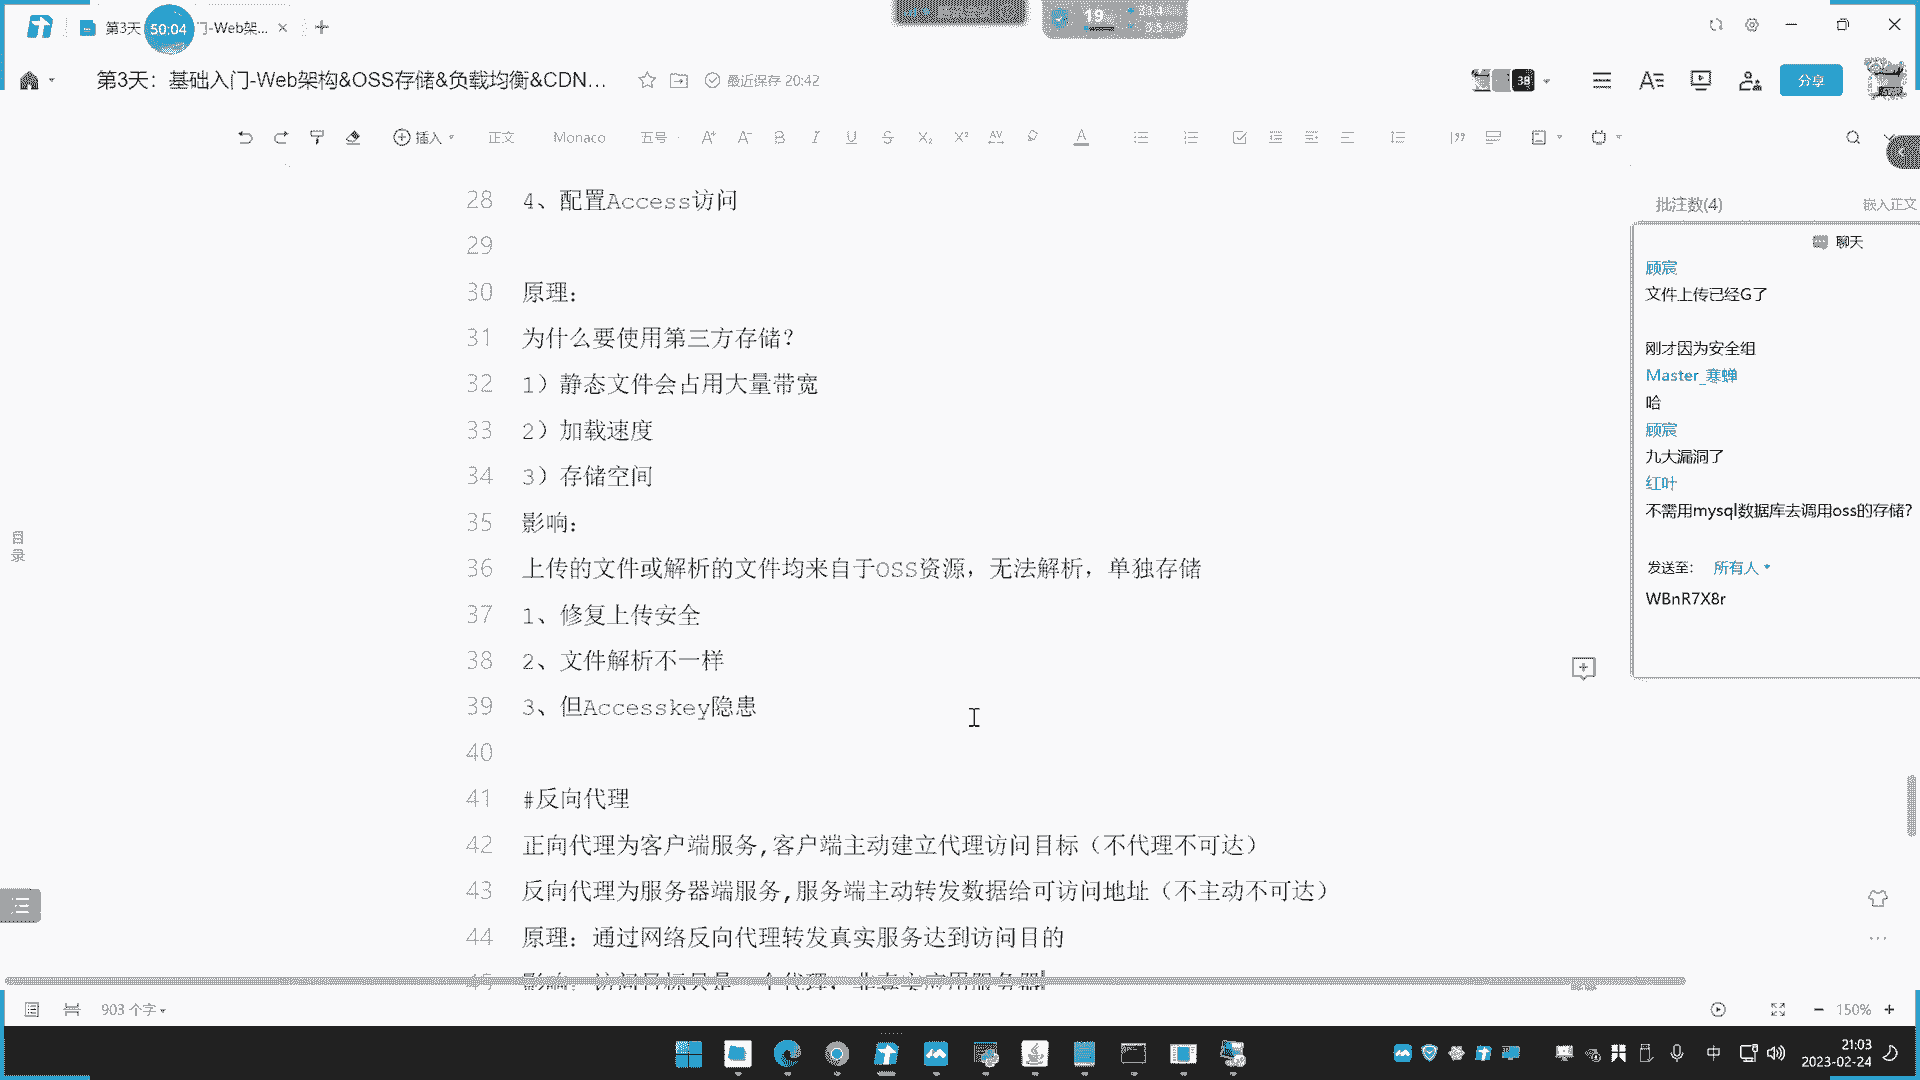 第3天
50:04
门-Web架...
19
33.4
第3天：基础入门-Web架构&OSS存储&负载均衡&CDN...
最近保存 20:42
38
分享
插入
正文
Monaco
五号
批注数(4)
嵌入正文
28 4、配置Access访问
29
30 原理：
31 为什么要使用第三方存储？
32 1）静态文件会占用大量带宽
33 2）加载速度
34 3）存储空间
35 影响：
36 上传的文件或解析的文件均来自于OSS资源，无法解析，单独存储
37 1、修复上传安全
38 2、文件解析不一样
39 3、但Accesskey隐患
40
41 #反向代理
42 正向代理为客户端服务,客户端主动建立代理访问目标（不代理不可达）
43 反向代理为服务器端服务,服务端主动转发数据给可访问地址（不主动不可达）
44 原理：通过网络反向代理转发真实服务达到访问目的
聊天
顾宸
文件上传已经G了
刚才因为安全组
Master_寒蝉
哈
顾宸
九大漏洞了
红叶
不需用mysql数据库去调用oss的存储？
发送至： 所有人
WBnR7X8r
目录
903 个字
150%
中
21:03
2023-02-24